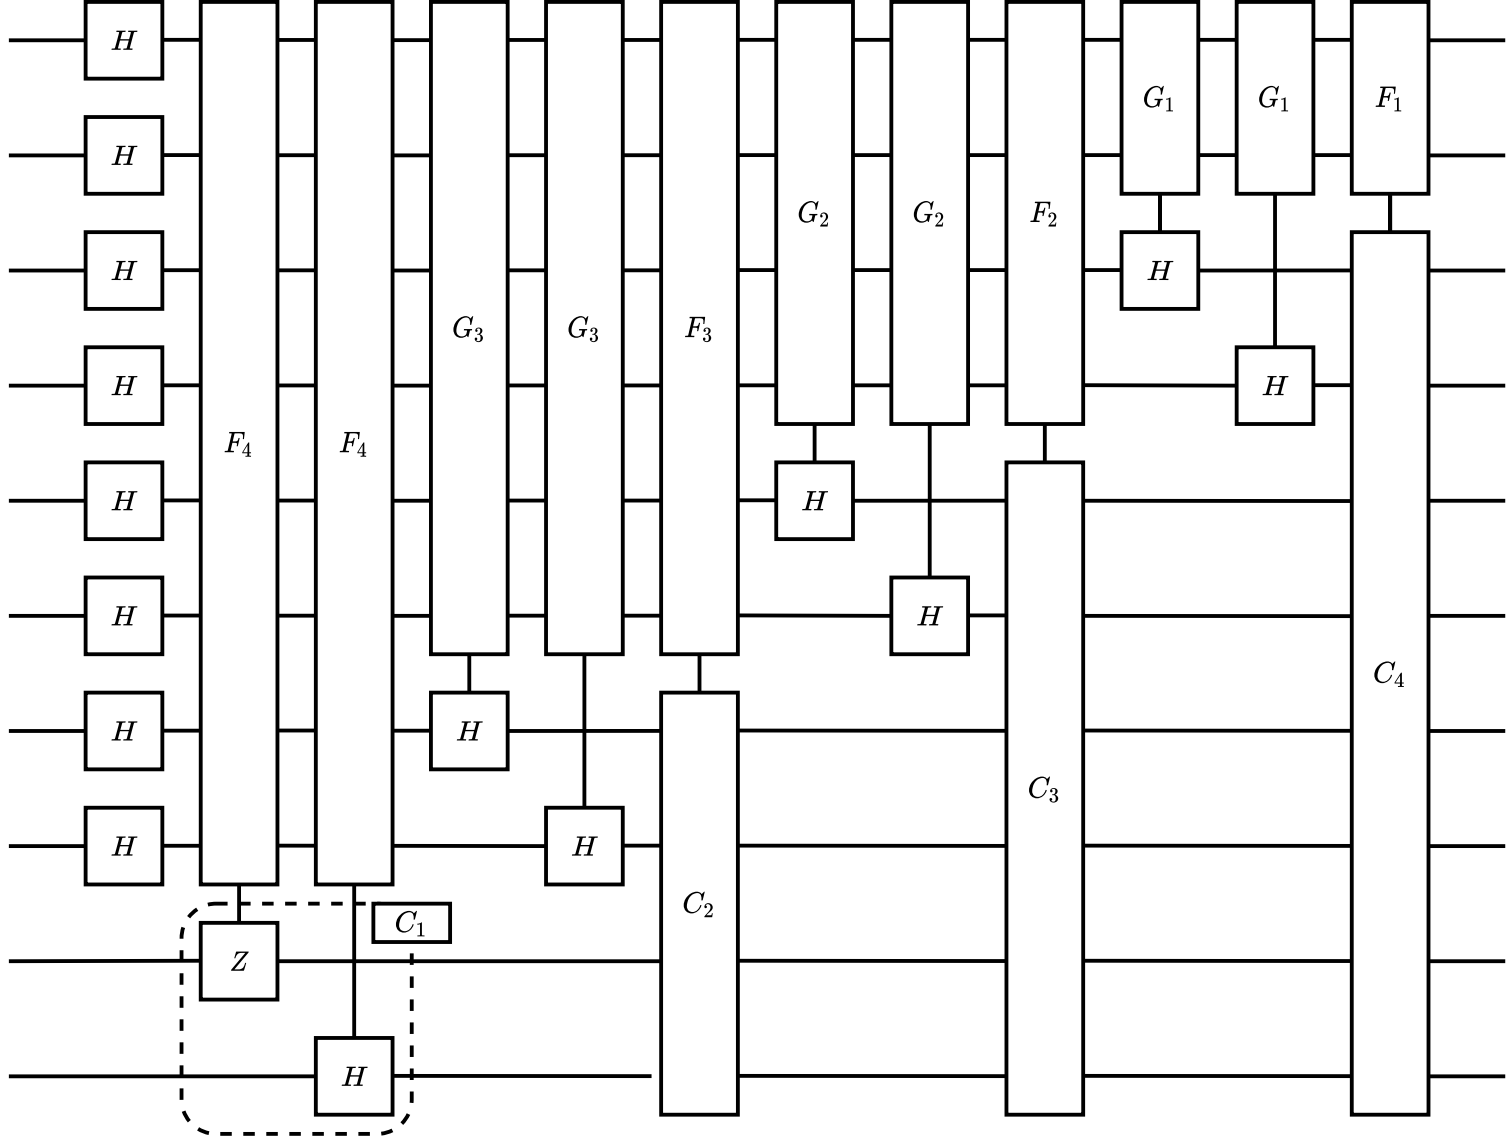 H G₁ G₁ F₁
H G₂ G₂ F₂
H H
H G₃ G₃ F₃ H
F₄ F₄
H H
H H C₄
H H C₃
H H C₂
C₁
Z
H